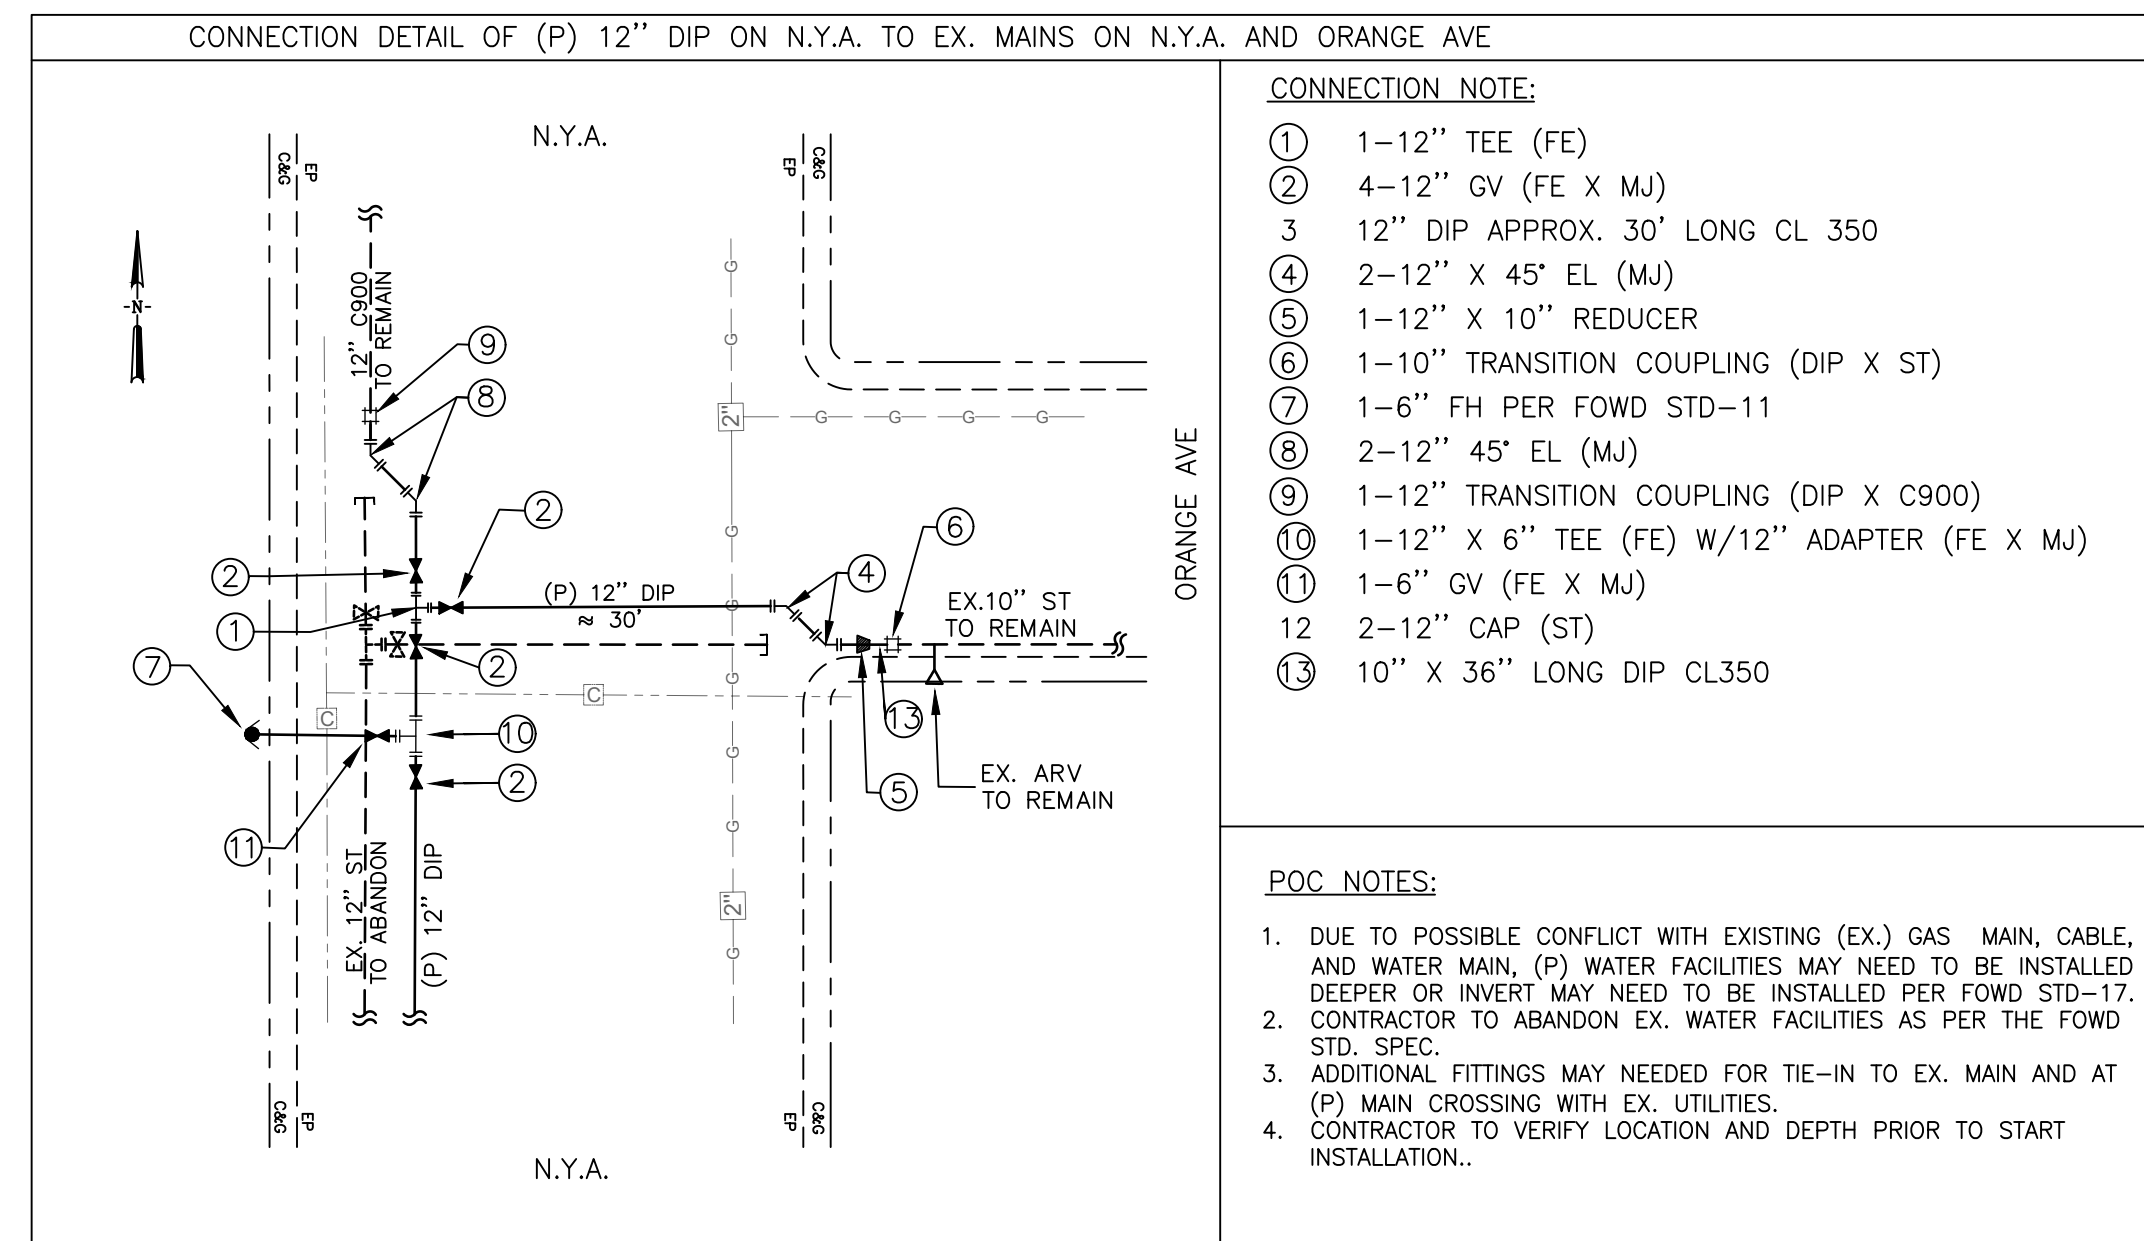 CONNECTION DETAIL OF (P) 12'' DIP ON N.Y.A. TO EX. MAINS ON N.Y.A. AND ORANGE AVE
N.Y.A.
C&G
EP
EP
C&G
-N-
12" C900
TO REMAIN
9
8
2
2
1
7
2
10
2
11
(P) 12'' DIP
≈ 30'
4
6
EX.10'' ST
TO REMAIN
13
5
EX. ARV
TO REMAIN
ORANGE AVE
G
G
2"
G
G
G
G
G
G
G
G
G
G
2"
G
C
C
EX. 12" ST
TO ABANDON
(P) 12" DIP
C&G
EP
EP
C&G
N.Y.A.
CONNECTION NOTE:
1 1-12'' TEE (FE)
2 4-12'' GV (FE X MJ)
3 12'' DIP APPROX. 30' LONG CL 350
4 2-12'' X 45° EL (MJ)
5 1-12'' X 10'' REDUCER
6 1-10'' TRANSITION COUPLING (DIP X ST)
7 1-6'' FH PER FOWD STD-11
8 2-12'' 45° EL (MJ)
9 1-12'' TRANSITION COUPLING (DIP X C900)
10 1-12'' X 6'' TEE (FE) W/12'' ADAPTER (FE X MJ)
11 1-6'' GV (FE X MJ)
12 2-12'' CAP (ST)
13 10'' X 36'' LONG DIP CL350
POC NOTES:
1. DUE TO POSSIBLE CONFLICT WITH EXISTING (EX.) GAS MAIN, CABLE,
AND WATER MAIN, (P) WATER FACILITIES MAY NEED TO BE INSTALLED
DEEPER OR INVERT MAY NEED TO BE INSTALLED PER FOWD STD-17.
2. CONTRACTOR TO ABANDON EX. WATER FACILITIES AS PER THE FOWD
STD. SPEC.
3. ADDITIONAL FITTINGS MAY NEEDED FOR TIE-IN TO EX. MAIN AND AT
(P) MAIN CROSSING WITH EX. UTILITIES.
4. CONTRACTOR TO VERIFY LOCATION AND DEPTH PRIOR TO START
INSTALLATION..